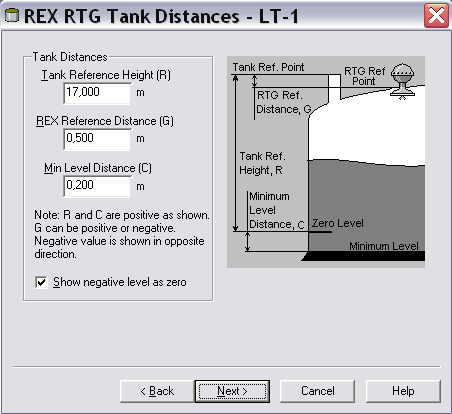 REX RTG Tank Distances - LT-1
Tank Distances
Tank Reference Height (R)
17,000 m
REX Reference Distance (G)
0,500 m
Min Level Distance (C)
0,200 m
Note: R and C are positive as shown.
G can be positive or negative.
Negative value is shown in opposite
direction.
Show negative level as zero
Tank Ref. Point
RTG Ref
Point
RTG Ref.
Distance, G
Tank Ref.
Height, R
Minimum
Level
Distance, C
Zero Level
Minimum Level
< Back
Next >
Cancel
Help